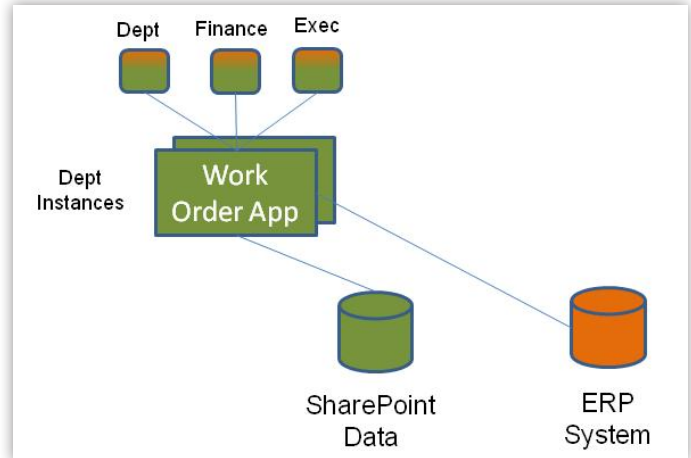 Dept
Finance
Exec
Dept
Instances
Work
Order App
SharePoint
Data
ERP
System